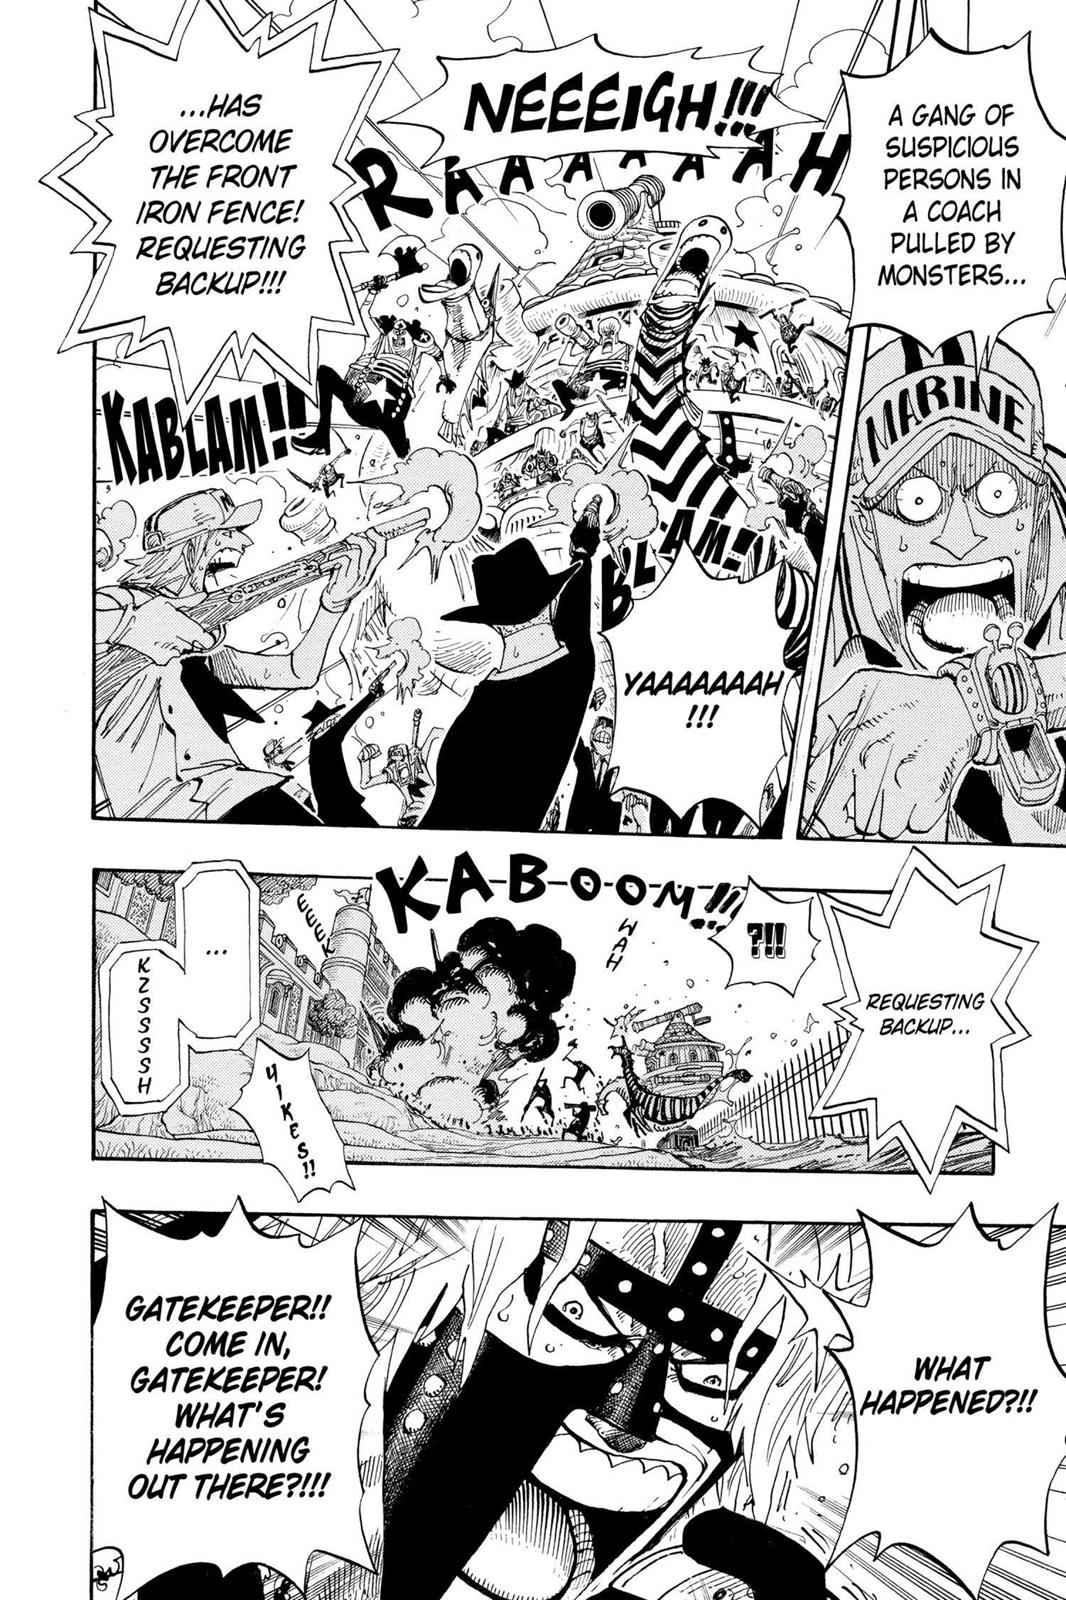 A GANG OF
SUSPICIOUS
PERSONS IN
A COACH
PULLED BY
MONSTERS...
MARINE
NEEEIGH!!!
RAAAAAAAH
...HAS
OVERCOME
THE FRONT
IRON FENCE!
REQUESTING
BACKUP!!!
KABLAM!!
BLAM!!
YAAAAAAAH
!!!
REQUESTING
BACKUP...
?!!
KABOOM!!!
WAH
EEEEK
YIKES!!
...
KZSSSSH
WHAT
HAPPENED?!!
GATEKEEPER!!
COME IN,
GATEKEEPER!
WHAT'S
HAPPENING
OUT THERE?!!!